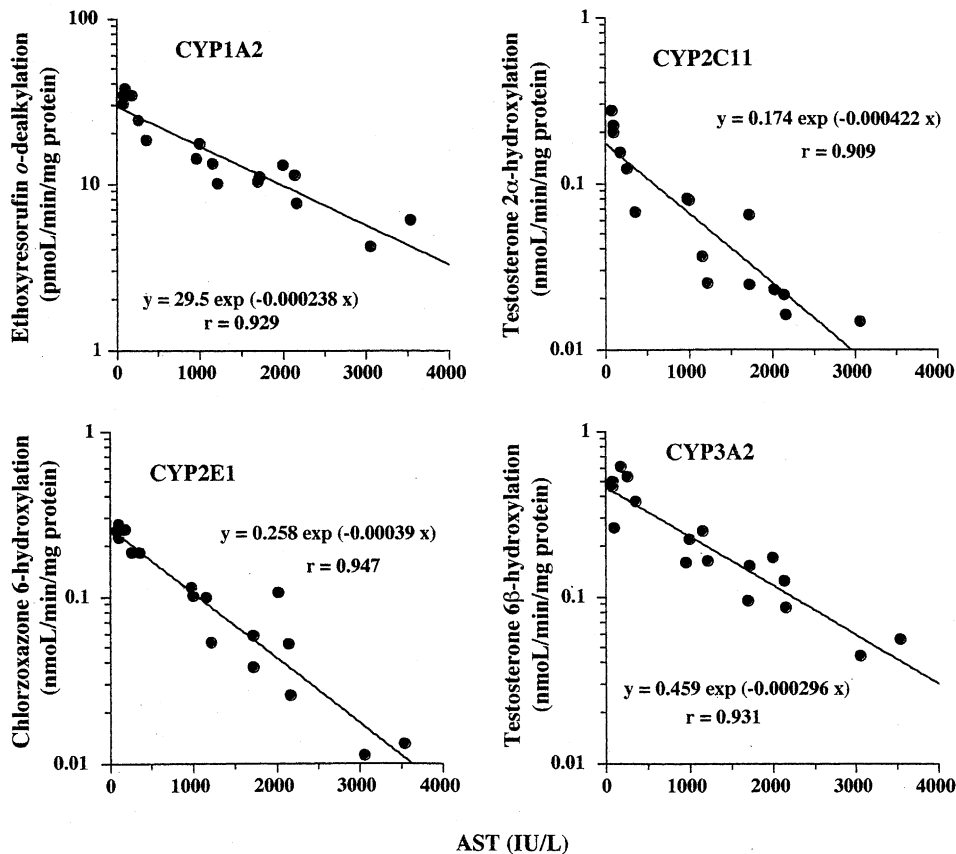 CYP1A2
Ethoxyresorufin o-dealkylation
(pmoL/min/mg protein)
100
10
1
y = 29.5 exp (-0.000238 x)
r = 0.929
0 1000 2000 3000 4000
CYP2C11
Testosterone 2α-hydroxylation
(nmoL/min/mg protein)
1
0.1
0.01
y = 0.174 exp (-0.000422 x)
r = 0.909
0 1000 2000 3000 4000
CYP2E1
Chlorzoxazone 6-hydroxylation
(nmoL/min/mg protein)
1
0.1
0.01
y = 0.258 exp (-0.00039 x)
r = 0.947
0 1000 2000 3000 4000
CYP3A2
Testosterone 6β-hydroxylation
(nmoL/min/mg protein)
1
0.1
0.01
y = 0.459 exp (-0.000296 x)
r = 0.931
0 1000 2000 3000 4000
AST (IU/L)